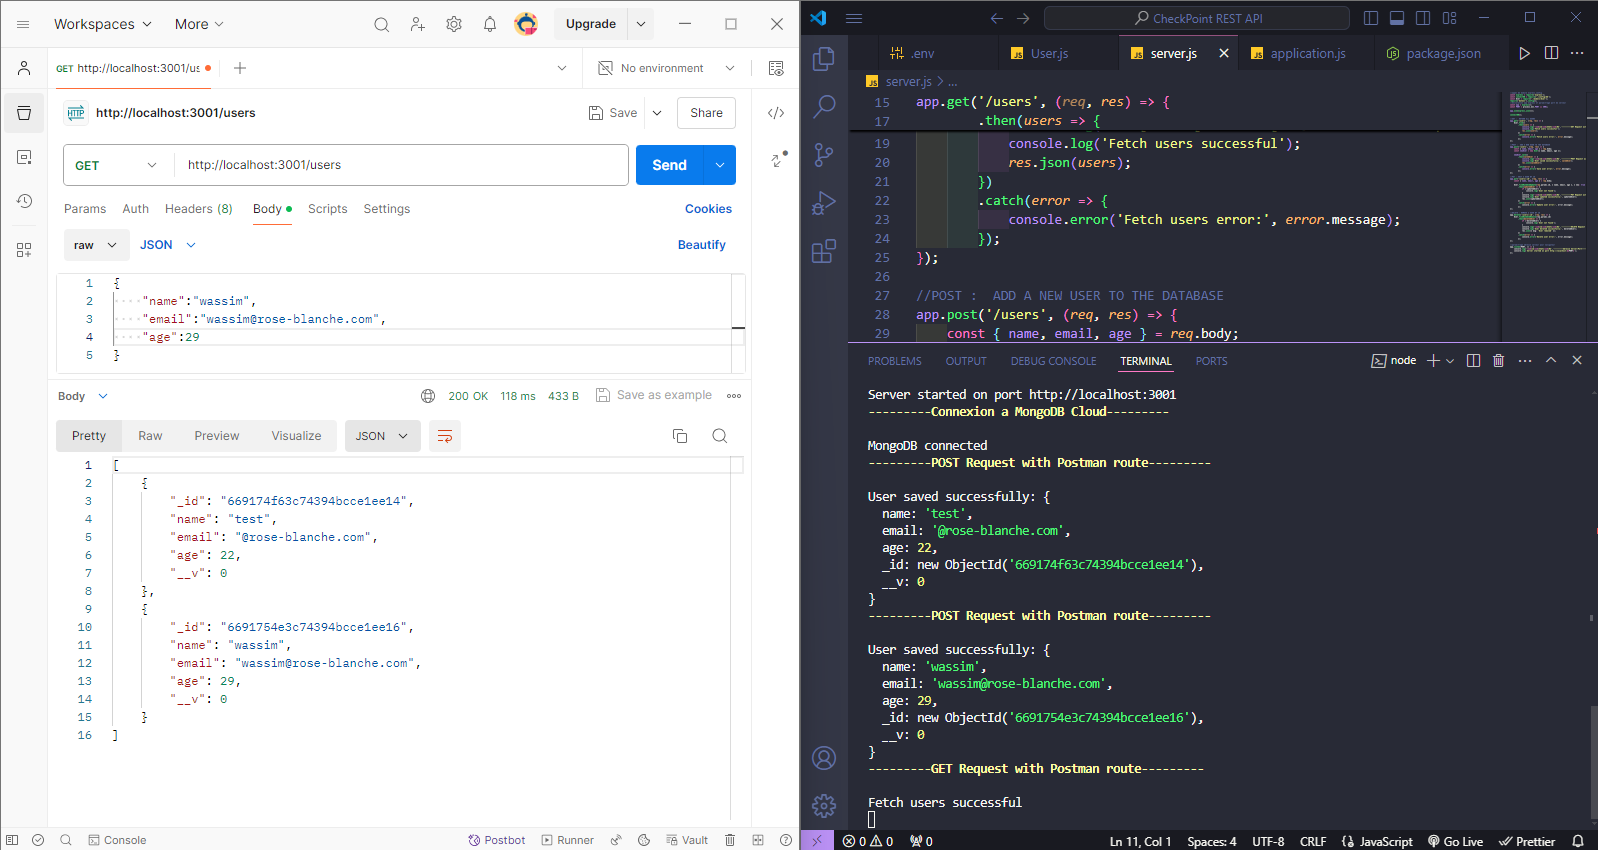 Workspaces
More
Upgrade
GET http://localhost:3001/us
No environment
HTTP
http://localhost:3001/users
Save
Share
GET
http://localhost:3001/users
Send
Params
Auth
Headers (8)
Body
Scripts
Settings
Cookies
raw
JSON
Beautify
1 {
2 "name":"wassim",
3 "email":"wassim@rose-blanche.com",
4 "age":29
5 }
Body
200 OK
118 ms
433 B
Save as example
Pretty
Raw
Preview
Visualize
JSON
1 [
2 {
3 "_id": "669174f63c74394bcce1ee14",
4 "name": "test",
5 "email": "@rose-blanche.com",
6 "age": 22,
7 "__v": 0
8 },
9 {
10 "_id": "6691754e3c74394bcce1ee16",
11 "name": "wassim",
12 "email": "wassim@rose-blanche.com",
13 "age": 29,
14 "__v": 0
15 }
16 ]
Console
Postbot
Runner
Vault
CheckPoint REST API
.env
JS User.js
JS server.js
JS application.js
package.json
JS server.js > ...
15 app.get('/users', (req, res) => {
17 .then(users => {
19 console.log('Fetch users successful');
20 res.json(users);
21 })
22 .catch(error => {
23 console.error('Fetch users error:', error.message);
24 });
25 });
26
27 //POST :  ADD A NEW USER TO THE DATABASE
28 app.post('/users', (req, res) => {
29 const { name, email, age } = req.body;
PROBLEMS
OUTPUT
DEBUG CONSOLE
TERMINAL
PORTS
node
Server started on port http://localhost:3001
---------Connexion a MongoDB Cloud---------
MongoDB connected
---------POST Request with Postman route---------
User saved successfully: {
name: 'test',
email: '@rose-blanche.com',
age: 22,
_id: new ObjectId('669174f63c74394bcce1ee14'),
__v: 0
}
---------POST Request with Postman route---------
User saved successfully: {
name: 'wassim',
email: 'wassim@rose-blanche.com',
age: 29,
_id: new ObjectId('6691754e3c74394bcce1ee16'),
__v: 0
}
---------GET Request with Postman route---------
Fetch users successful
0
0
0
Ln 11, Col 1
Spaces: 4
UTF-8
CRLF
JavaScript
Go Live
Prettier